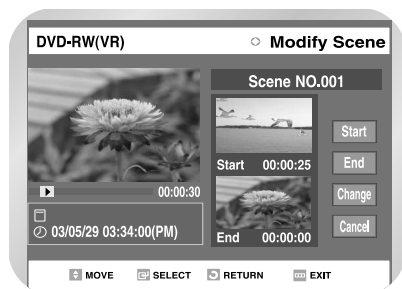 DVD-RW(VR)
Modify Scene
Scene NO.001
Start 00:00:25
00:00:30
03/05/29 03:34:00(PM)
End 00:00:00
Start
End
Change
Cancel
MOVE SELECT RETURN EXIT